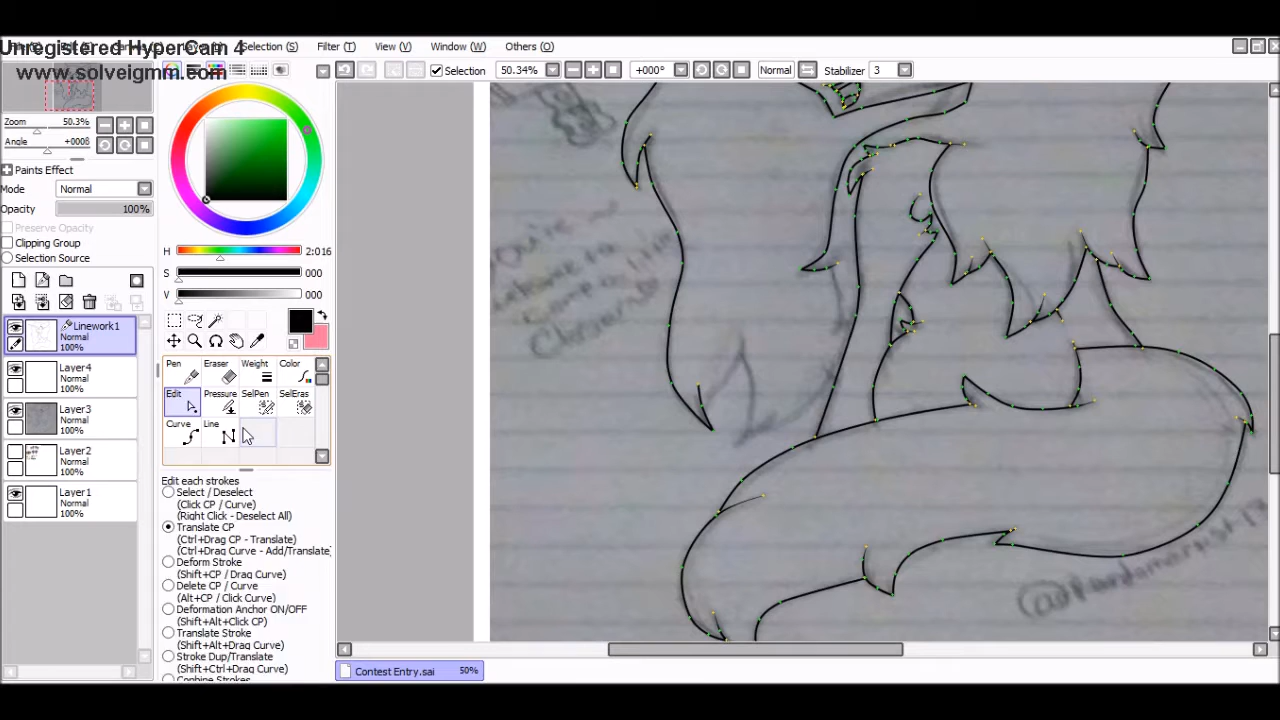 Unregistered HyperCam 4
www.solveigmm.com
Selection (S) Filter (T) View (V) Window (W) Others (O)
Selection 50.34% +000° Normal Stabilizer 3
Zoom 50.3%
Angle +000°
Paints Effect
Mode Normal
Opacity 100%
Preserve Opacity
Clipping Group
Selection Source
Linework1
Normal
100%
Layer4
Normal
100%
Layer3
Normal
100%
Layer2
Normal
100%
Layer1
Normal
100%
H 2:016
S 000
V 000
Pen Eraser Weight Color
Edit Pressure SelPen SelEras
Curve Line
Edit each strokes
Select / Deselect
(Click CP / Curve)
(Right Click - Deselect All)
Translate CP
(Ctrl+Drag CP - Translate)
(Ctrl+Drag Curve - Add/Translate
Deform Stroke
(Shift+CP / Drag Curve)
Delete CP / Curve
(Alt+CP / Click Curve)
Deformation Anchor ON/OFF
(Shift+Alt+Click CP)
Translate Stroke
(Shift+Alt+Drag Curve)
Stroke Dup/Translate
(Shift+Ctrl+Drag Curve)
Combine Strokes
Contest Entry.sai 50%